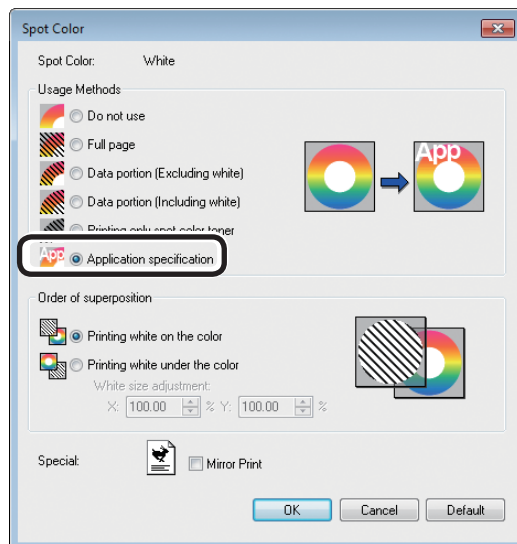 Spot Color
Spot Color: White
Usage Methods
Do not use
Full page
Data portion (Excluding white)
App
Data portion (Including white)
Printing only spot color toner
App Application specification
Order of superposition
Printing white on the color
Printing white under the color
White size adjustment:
X: 100.00 % Y: 100.00 %
Special: Mirror Print
OK Cancel Default